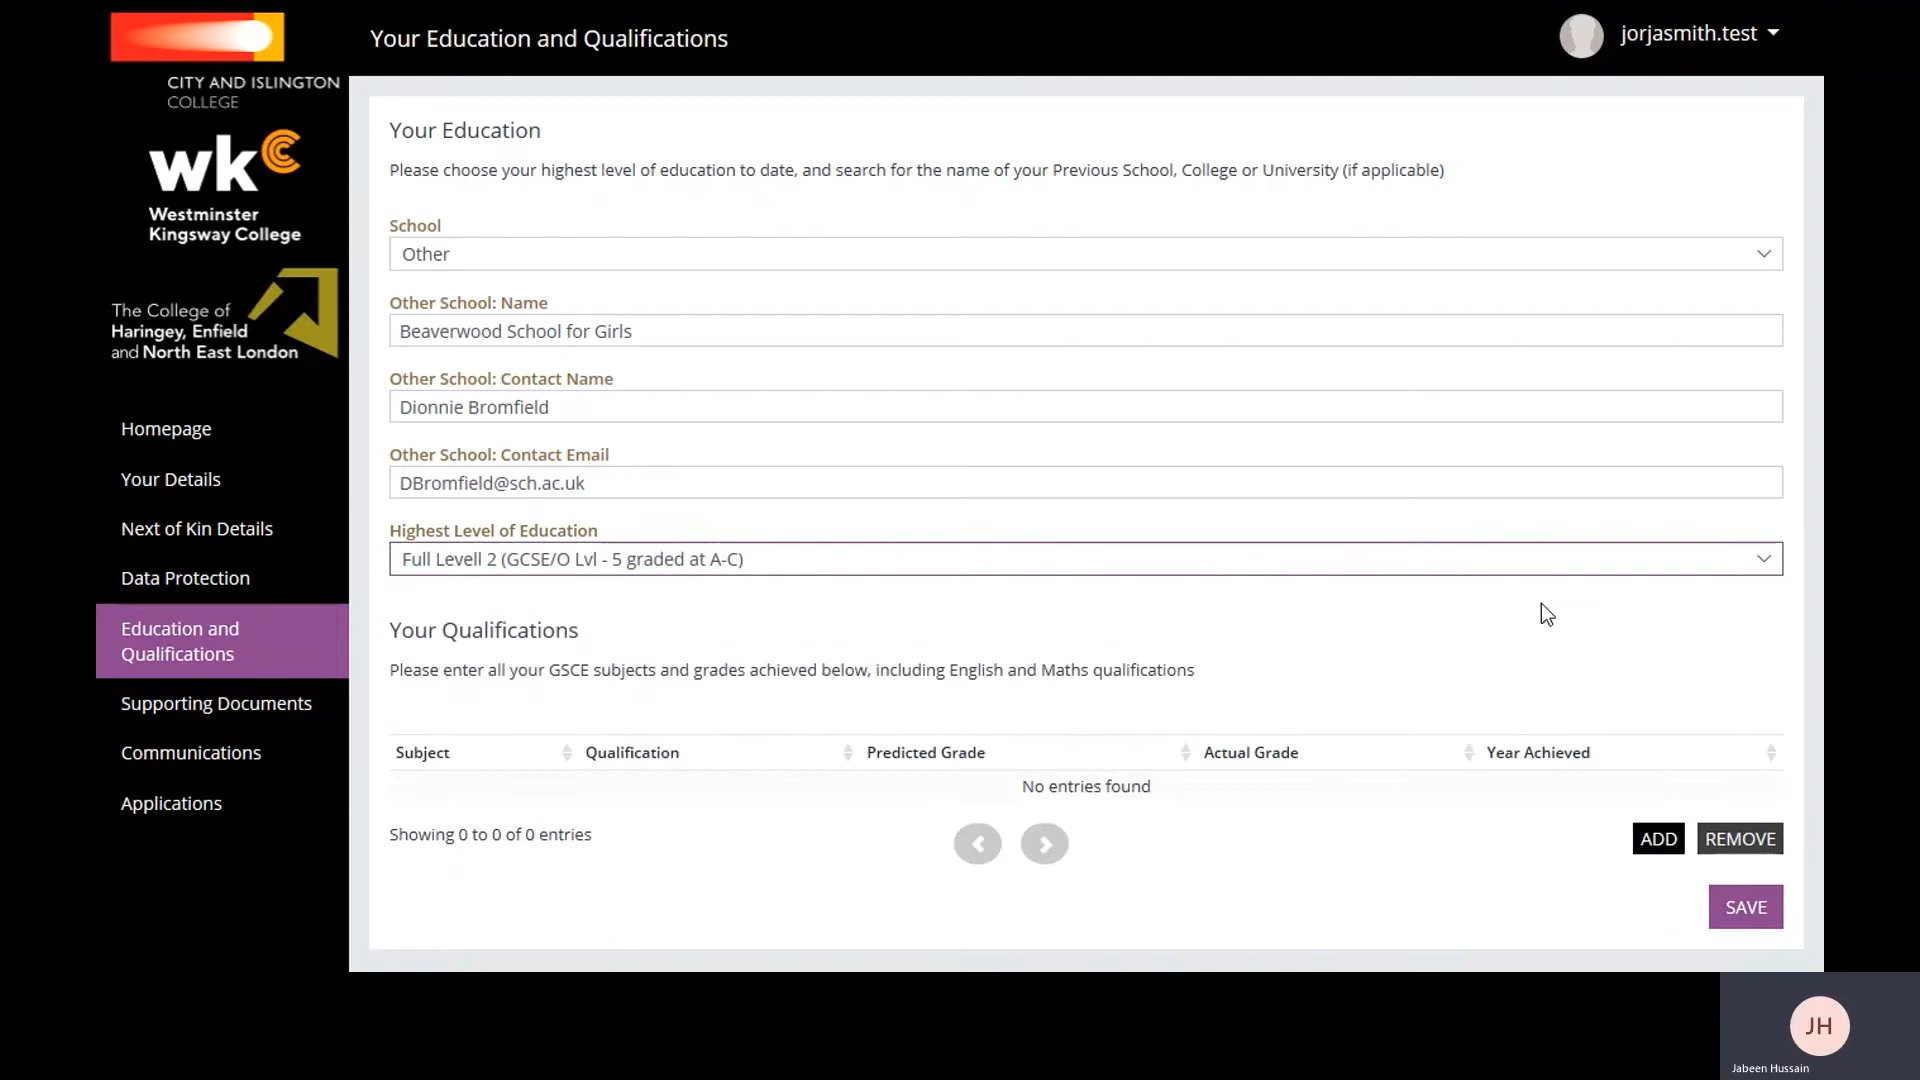 Your Education and Qualifications
jorjasmith.test
CITY AND ISLINGTON
COLLEGE
wkc
Westminster
Kingsway College
The College of
Haringey, Enfield
and North East London
Homepage
Your Details
Next of Kin Details
Data Protection
Education and
Qualifications
Supporting Documents
Communications
Applications
Your Education
Please choose your highest level of education to date, and search for the name of your Previous School, College or University (if applicable)
School
Other
Other School: Name
Beaverwood School for Girls
Other School: Contact Name
Dionnie Bromfield
Other School: Contact Email
DBromfield@sch.ac.uk
Highest Level of Education
Full Levell 2 (GCSE/O Lvl - 5 graded at A-C)
Your Qualifications
Please enter all your GSCE subjects and grades achieved below, including English and Maths qualifications
Subject Qualification Predicted Grade Actual Grade Year Achieved
No entries found
Showing 0 to 0 of 0 entries
ADD REMOVE
SAVE
JH
Jabeen Hussain